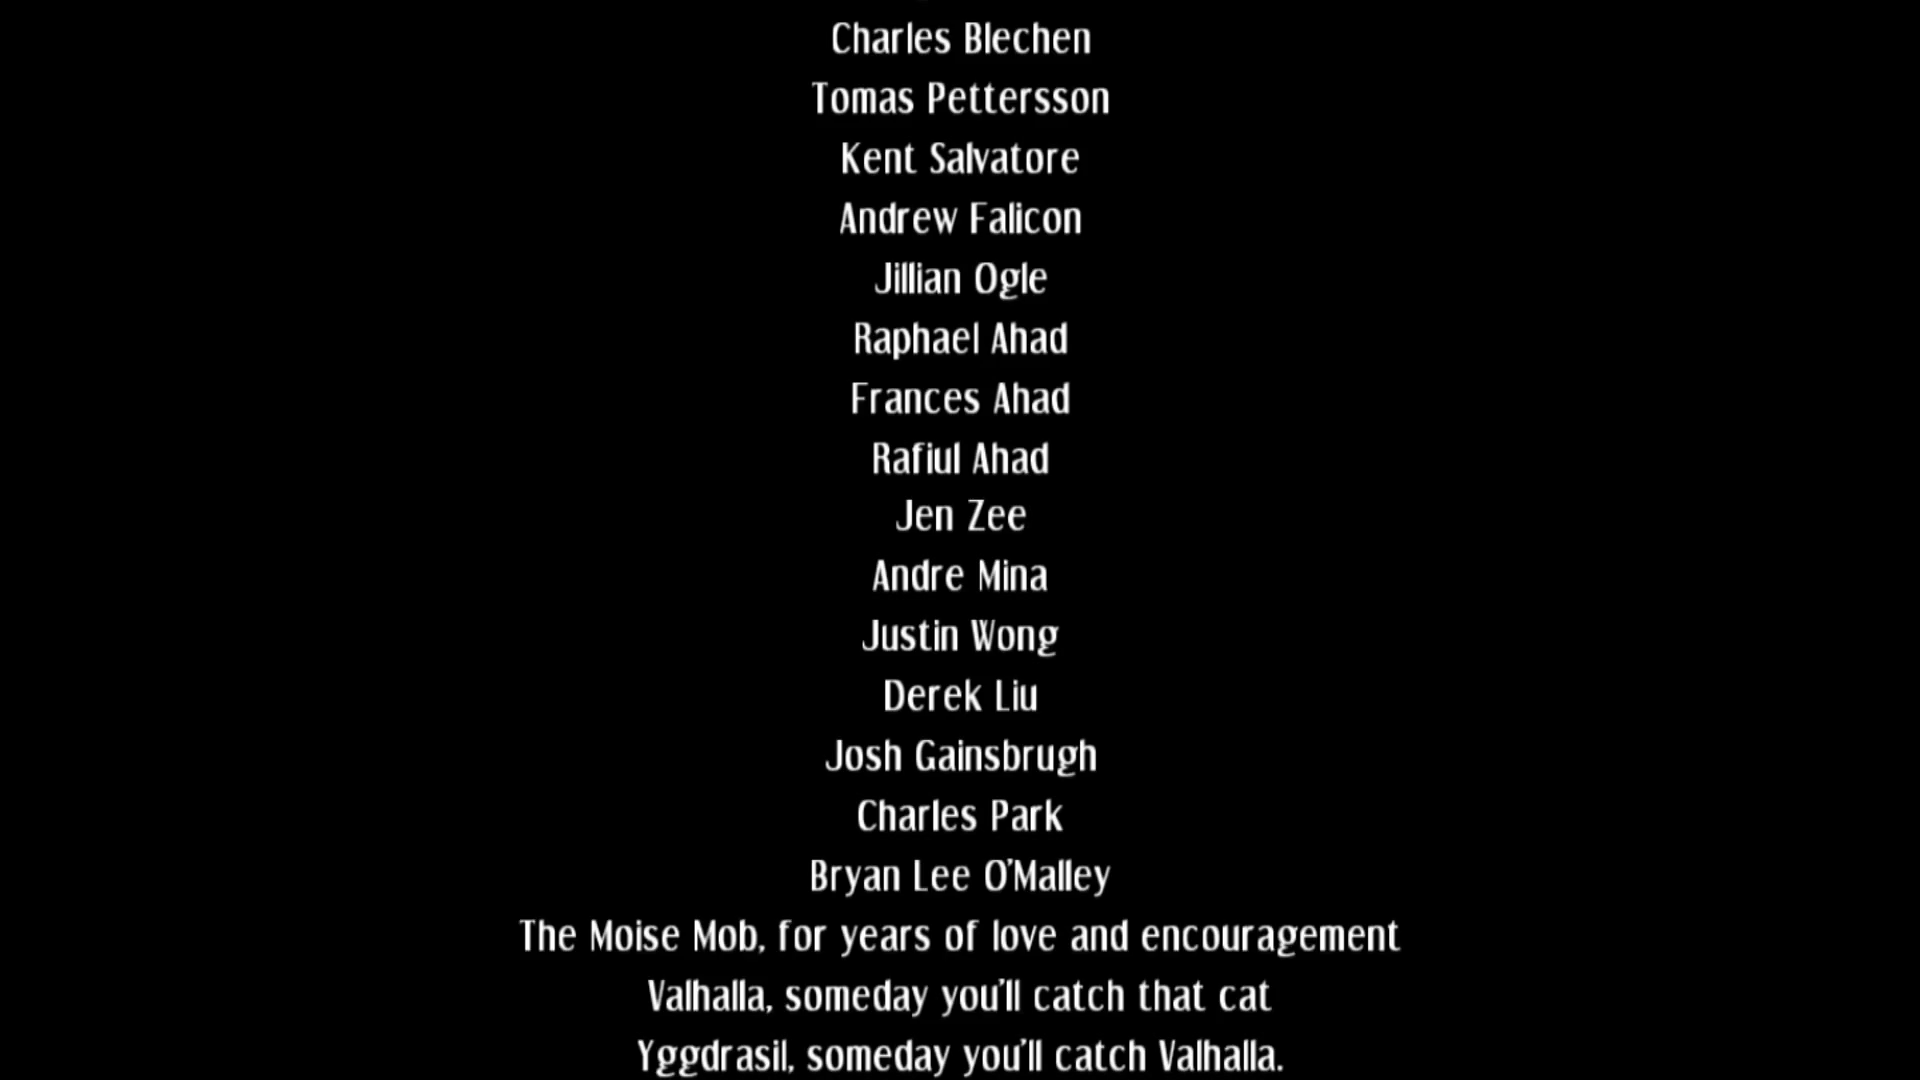 Charles Blechen
Tomas Pettersson
Kent Salvatore
Andrew Falicon
Jillian Ogle
Raphael Ahad
Frances Ahad
Rafiul Ahad
Jen Zee
Andre Mina
Justin Wong
Derek Liu
Josh Gainsbrugh
Charles Park
Bryan Lee O'Malley
The Moise Mob, for years of love and encouragement
Valhalla, someday you'll catch that cat
Yggdrasil, someday you'll catch Valhalla.